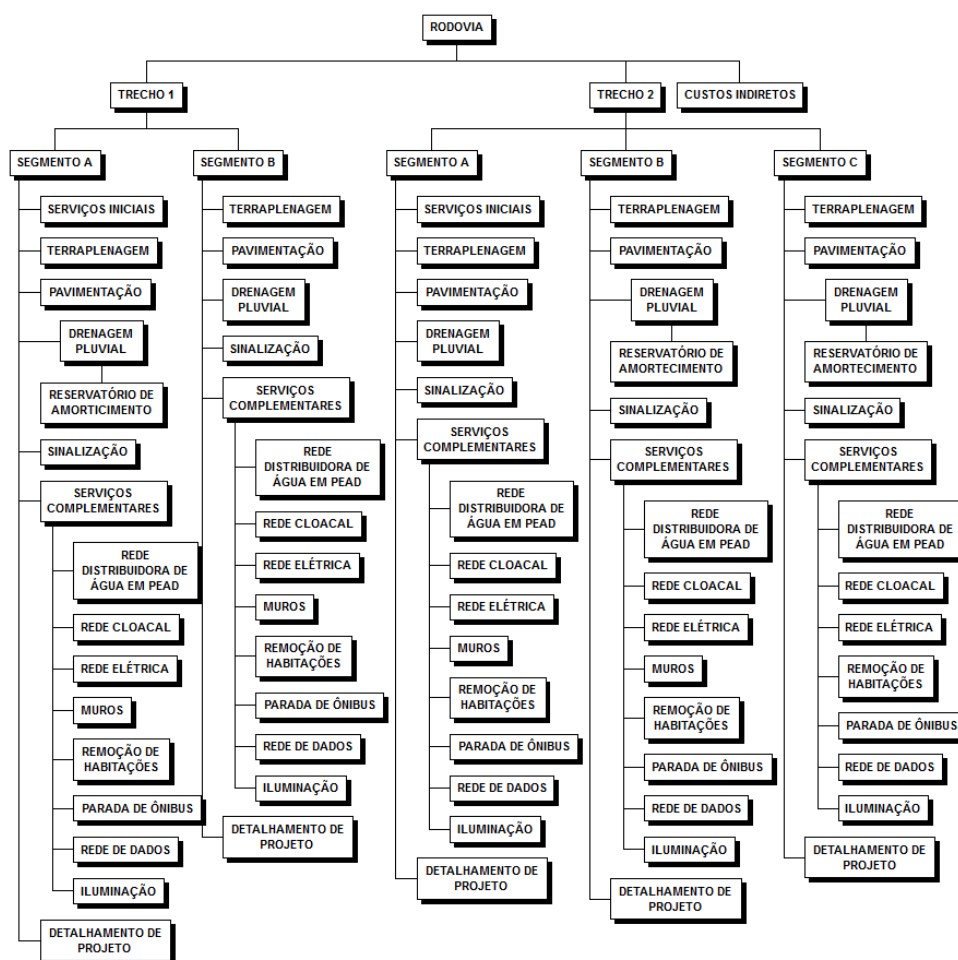 RODOVIA
TRECHO 1
TRECHO 2
CUSTOS INDIRETOS
SEGMENTO A
SERVIÇOS INICIAIS
TERRAPLENAGEM
PAVIMENTAÇÃO
DRENAGEM
PLUVIAL
RESERVATÓRIO DE
AMORTICIMENTO
SINALIZAÇÃO
SERVIÇOS
COMPLEMENTARES
REDE
DISTRIBUIDORA DE
ÁGUA EM PEAD
REDE CLOACAL
REDE ELÉTRICA
MUROS
REMOÇÃO DE
HABITAÇÕES
PARADA DE ÔNIBUS
REDE DE DADOS
ILUMINAÇÃO
DETALHAMENTO DE
PROJETO
SEGMENTO B
TERRAPLENAGEM
PAVIMENTAÇÃO
DRENAGEM
PLUVIAL
SINALIZAÇÃO
SERVIÇOS
COMPLEMENTARES
REDE
DISTRIBUIDORA DE
ÁGUA EM PEAD
REDE CLOACAL
REDE ELÉTRICA
MUROS
REMOÇÃO DE
HABITAÇÕES
PARADA DE ÔNIBUS
REDE DE DADOS
ILUMINAÇÃO
DETALHAMENTO DE
PROJETO
SEGMENTO A
SERVIÇOS INICIAIS
TERRAPLENAGEM
PAVIMENTAÇÃO
DRENAGEM
PLUVIAL
SINALIZAÇÃO
SERVIÇOS
COMPLEMENTARES
REDE
DISTRIBUIDORA DE
ÁGUA EM PEAD
REDE CLOACAL
REDE ELÉTRICA
MUROS
REMOÇÃO DE
HABITAÇÕES
PARADA DE ÔNIBUS
REDE DE DADOS
ILUMINAÇÃO
DETALHAMENTO DE
PROJETO
SEGMENTO B
TERRAPLENAGEM
PAVIMENTAÇÃO
DRENAGEM
PLUVIAL
RESERVATÓRIO DE
AMORTECIMENTO
SINALIZAÇÃO
SERVIÇOS
COMPLEMENTARES
REDE
DISTRIBUIDORA DE
ÁGUA EM PEAD
REDE CLOACAL
REDE ELÉTRICA
MUROS
REMOÇÃO DE
HABITAÇÕES
PARADA DE ÔNIBUS
REDE DE DADOS
ILUMINAÇÃO
DETALHAMENTO DE
PROJETO
SEGMENTO C
TERRAPLENAGEM
PAVIMENTAÇÃO
DRENAGEM
PLUVIAL
RESERVATÓRIO DE
AMORTECIMENTO
SINALIZAÇÃO
SERVIÇOS
COMPLEMENTARES
REDE
DISTRIBUIDORA DE
ÁGUA EM PEAD
REDE CLOACAL
REDE ELÉTRICA
REMOÇÃO DE
HABITAÇÕES
PARADA DE ÔNIBUS
REDE DE DADOS
ILUMINAÇÃO
DETALHAMENTO DE
PROJETO